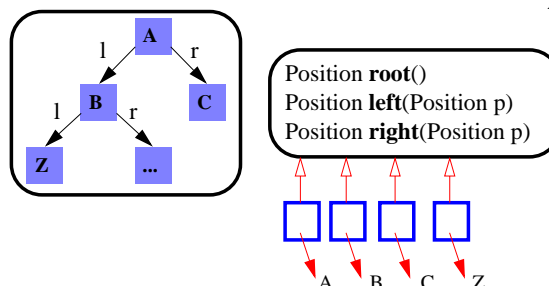 A
l
r
B
C
l
r
Z
...
Position root()
Position left(Position p)
Position right(Position p)
A B C Z